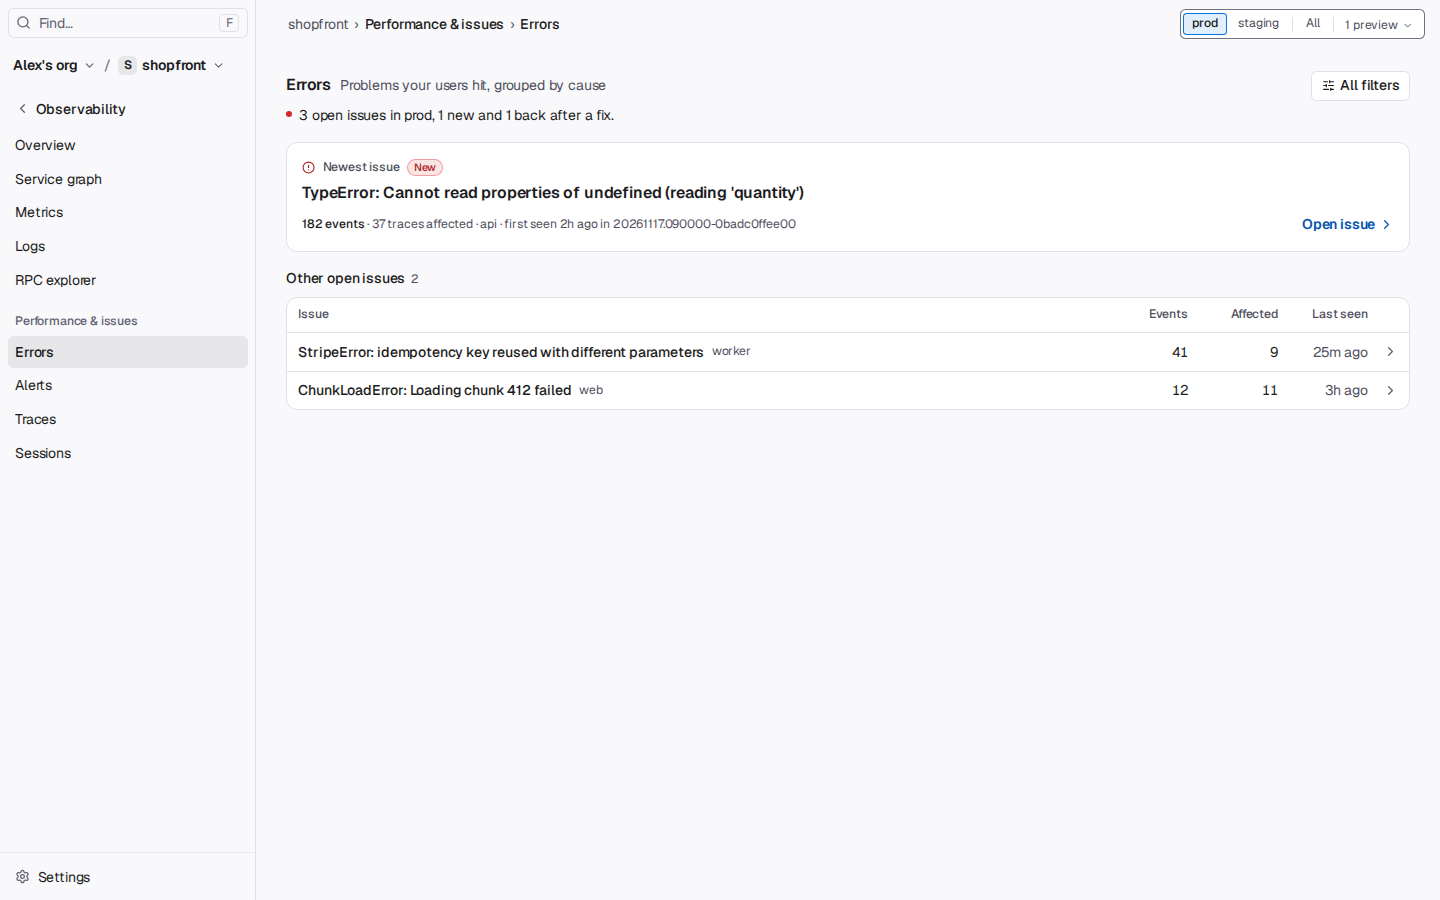 Find...
F
Alex's org / S shopfront
Observability
Overview
Service graph
Metrics
Logs
RPC explorer
Performance & issues
Errors
Alerts
Traces
Sessions
Settings
shopfront › Performance & issues › Errors
prod staging All 1 preview
Errors Problems your users hit, grouped by cause
All filters
3 open issues in prod, 1 new and 1 back after a fix.
Newest issue New
TypeError: Cannot read properties of undefined (reading 'quantity')
182 events · 37 traces affected · api · first seen 2h ago in 20261117.090000-0badc0ffee00
Open issue
Other open issues 2
Issue Events Affected Last seen
StripeError: idempotency key reused with different parameters worker 41 9 25m ago
ChunkLoadError: Loading chunk 412 failed web 12 11 3h ago